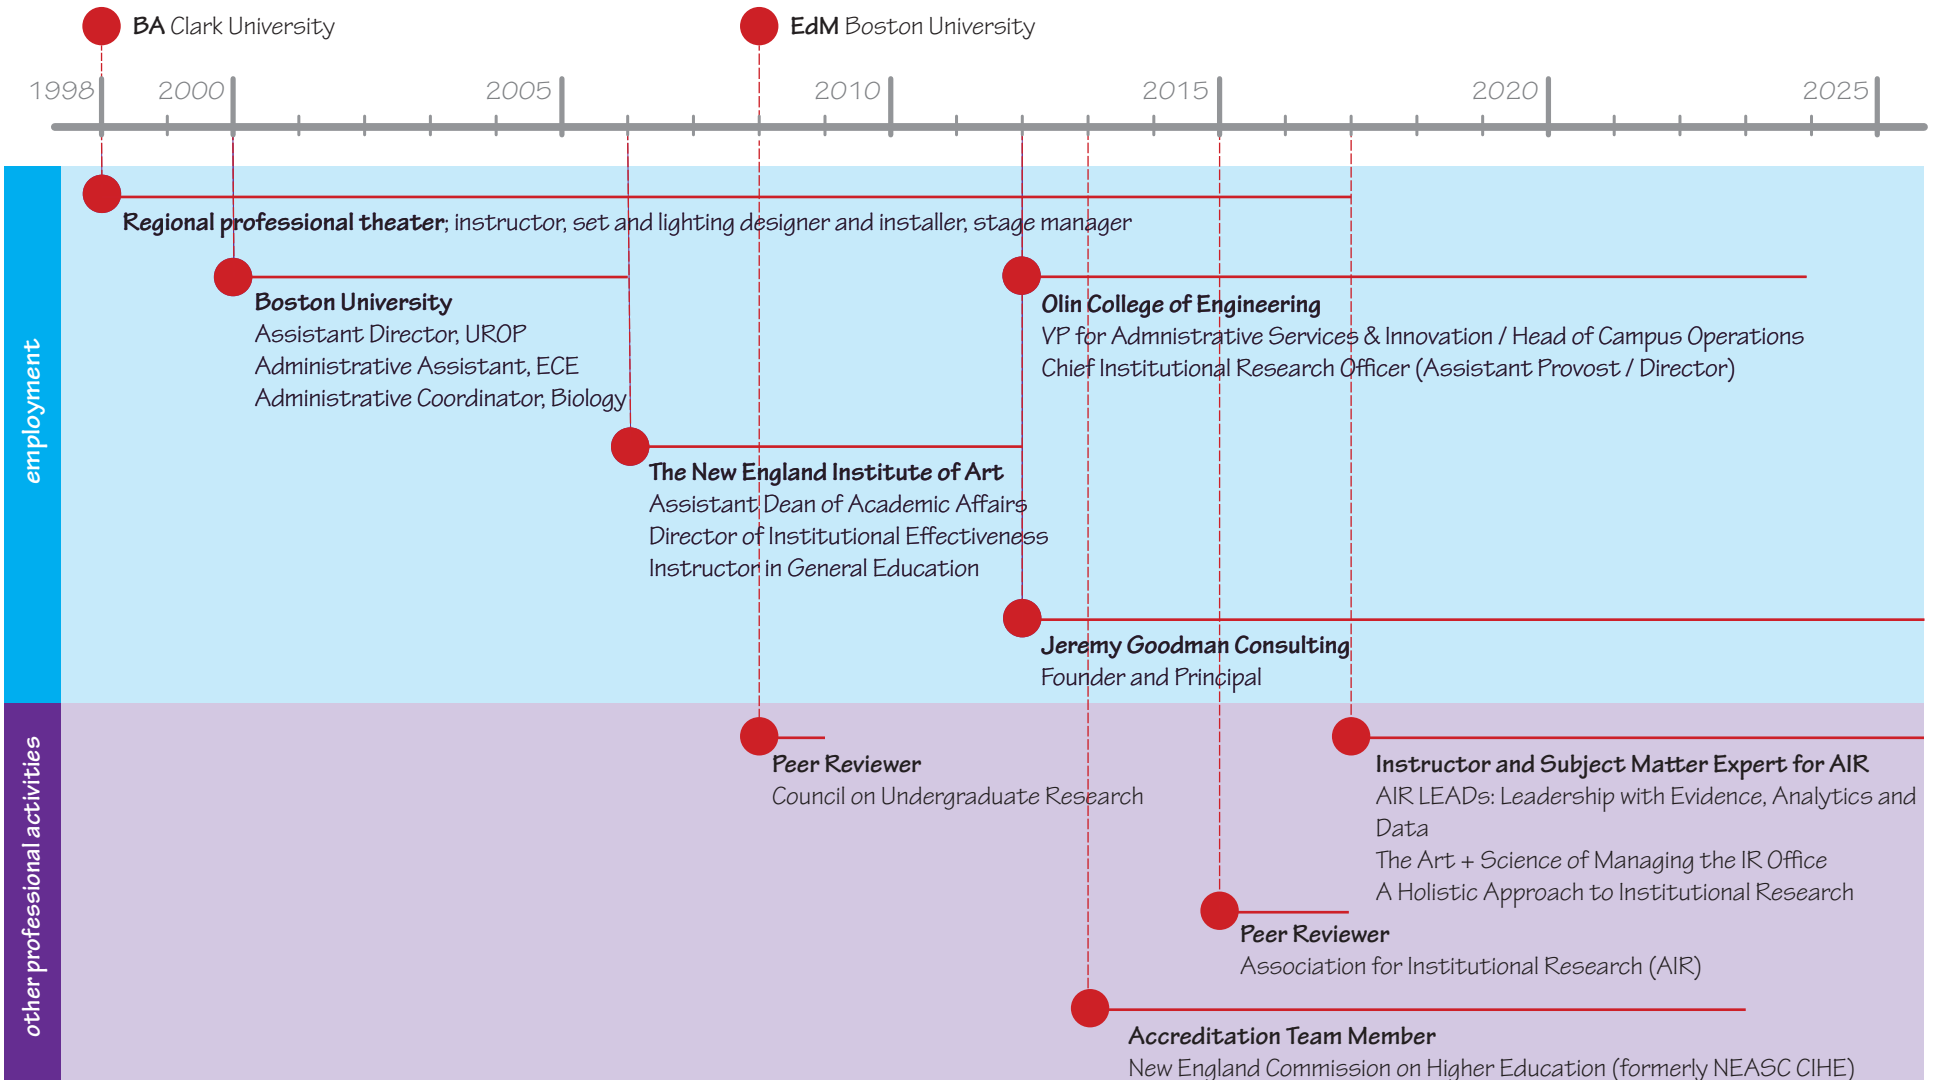 BA Clark University
EdM Boston University
1998
2000
2005
2010
2015
2020
2025
employment
Regional professional theater; instructor, set and lighting designer and installer, stage manager
Boston University
Assistant Director, UROP
Administrative Assistant, ECE
Administrative Coordinator, Biology
Olin College of Engineering
VP for Admnistrative Services & Innovation / Head of Campus Operations
Chief Institutional Research Officer (Assistant Provost / Director)
The New England Institute of Art
Assistant Dean of Academic Affairs
Director of Institutional Effectiveness
Instructor in General Education
Jeremy Goodman Consulting
Founder and Principal
other professional activities
Peer Reviewer
Council on Undergraduate Research
Instructor and Subject Matter Expert for AIR
AIR LEADs: Leadership with Evidence, Analytics and
Data
The Art + Science of Managing the IR Office
A Holistic Approach to Institutional Research
Peer Reviewer
Association for Institutional Research (AIR)
Accreditation Team Member
New England Commission on Higher Education (formerly NEASC CIHE)